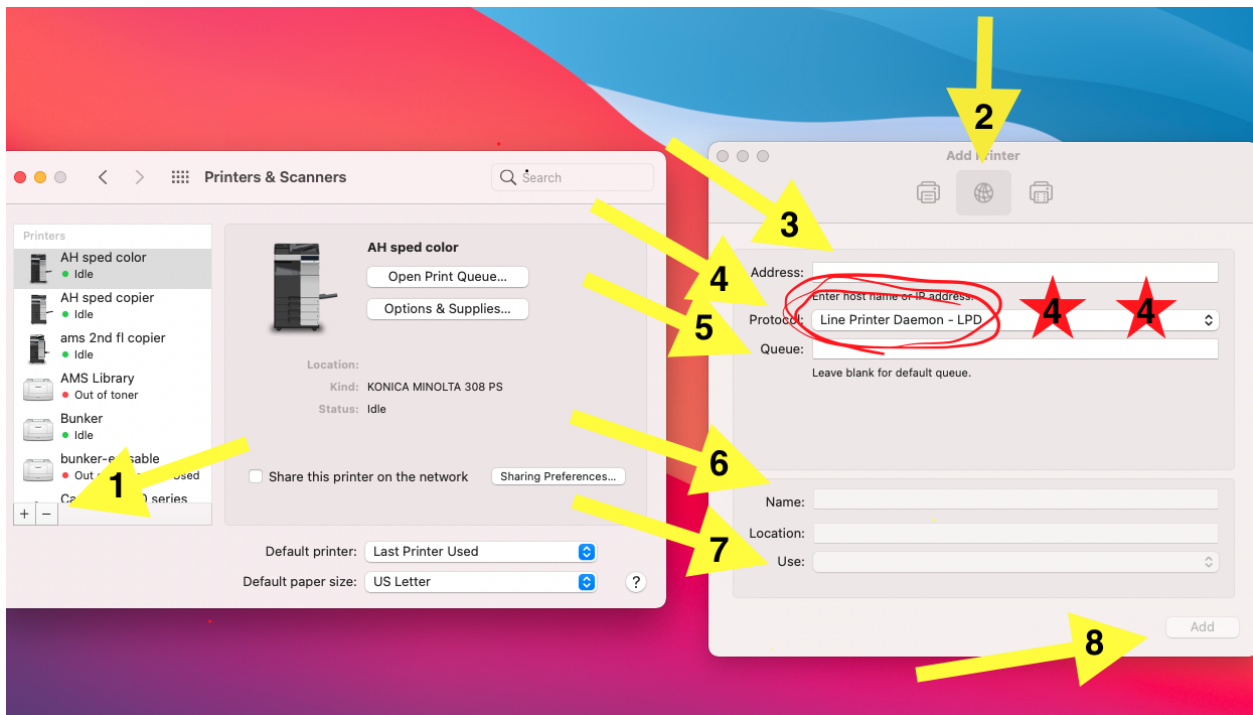 2
Add Printer
Printers & Scanners
Search
3
Printers
AH sped color
Idle
AH sped copier
Idle
ams 2nd fl copier
Idle
AMS Library
Out of toner
Bunker
Idle
sable
Out
1
series
+ −
AH sped color
Open Print Queue...
Options & Supplies...
Location:
Kind: KONICA MINOLTA 308 PS
Status: Idle
Share this printer on the network
Sharing Preferences...
Default printer: Last Printer Used
Default paper size: US Letter
?
4
5
6
7
Address:
Enter host name or IP address.
Protocol: Line Printer Daemon - LPD
4 4
Queue:
Leave blank for default queue.
Name:
Location:
Use:
Add
8